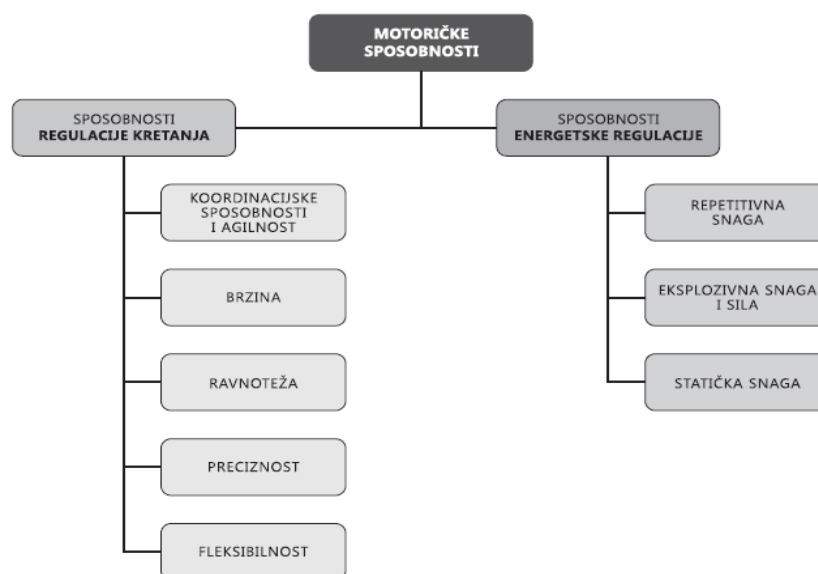 MOTORIČKE
SPOSOBNOSTI
SPOSOBNOSTI
REGULACIJE KRETANJA
KOORDINACIJSKE
SPOSOBNOSTI
I AGILNOST
BRZINA
RAVNOTEŽA
PRECIZNOST
FLEKSIBILNOST
SPOSOBNOSTI
ENERGETSKE REGULACIJE
REPETITIVNA
SNAGA
EKSPLOZIVNA SNAGA
I SILA
STATIČKA SNAGA